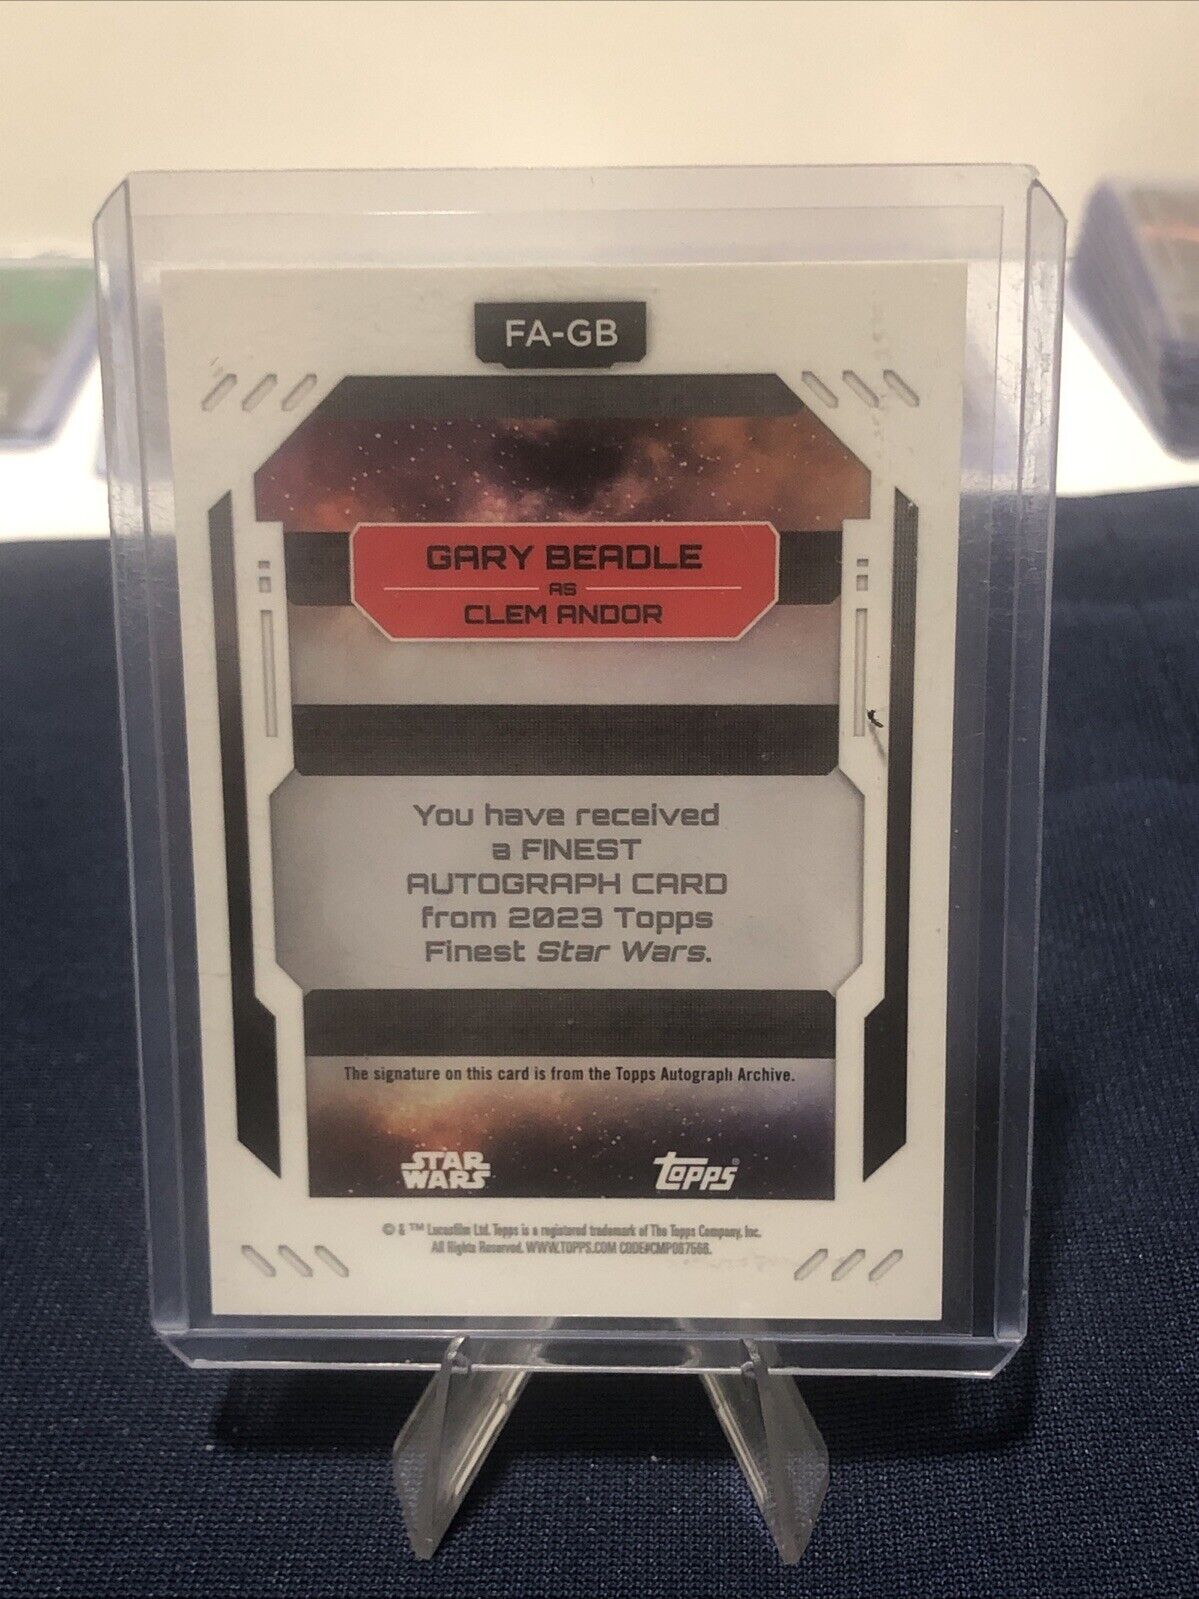 FA-GB
GARY BEADLE
AS
CLEM ANDOR
You have received
a FINEST
AUTOGRAPH CARD
from 2023 Topps
Finest Star Wars.
The signature on this card is from the Topps Autograph Archive.
STAR
WARS
topps
© & ™ Lucasfilm Ltd. Topps is a registered trademark of The Topps Company, Inc.
All Rights Reserved. WWW.TOPPS.COM CODE#CMP087568.